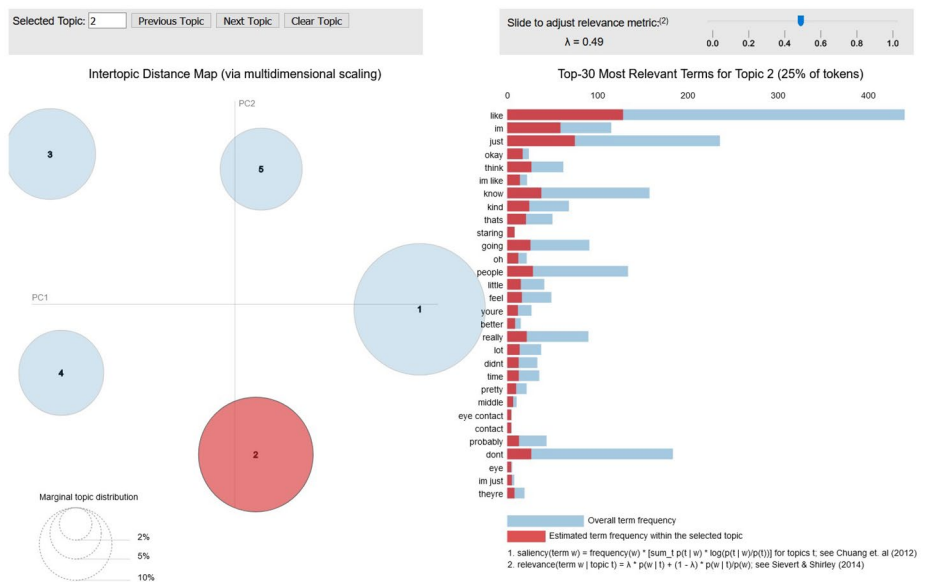 Selected Topic: 2 Previous Topic Next Topic Clear Topic
Slide to adjust relevance metric:(2)
λ = 0.49
0.0 0.2 0.4 0.6 0.8 1.0
Intertopic Distance Map (via multidimensional scaling)
PC2
PC1
3
5
1
4
2
Marginal topic distribution
2%
5%
10%
Top-30 Most Relevant Terms for Topic 2 (25% of tokens)
0 100 200 300 400
like
im
just
okay
think
im like
know
kind
thats
staring
going
oh
people
little
feel
youre
better
really
lot
didnt
time
pretty
middle
eye contact
contact
probably
dont
eye
im just
theyre
Overall term frequency
Estimated term frequency within the selected topic
1. saliency(term w) = frequency(w) * [sum_t p(t | w) * log(p(t | w)/p(t))] for topics t; see Chuang et. al (2012)
2. relevance(term w | topic t) = λ * p(w | t) + (1 - λ) * p(w | t)/p(w); see Sievert & Shirley (2014)